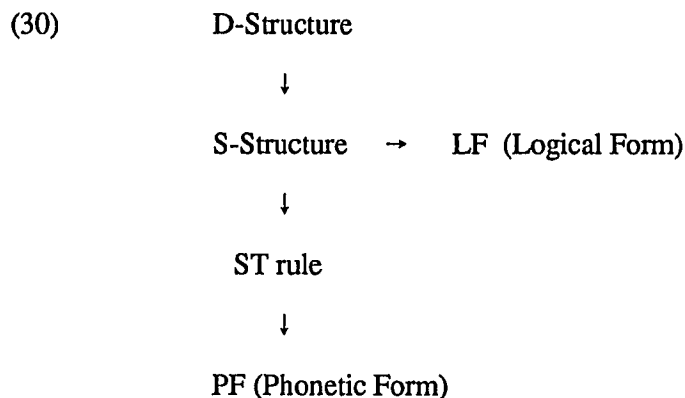 (30) D-Structure
↓
S-Structure → LF (Logical Form)
↓
ST rule
↓
PF (Phonetic Form)